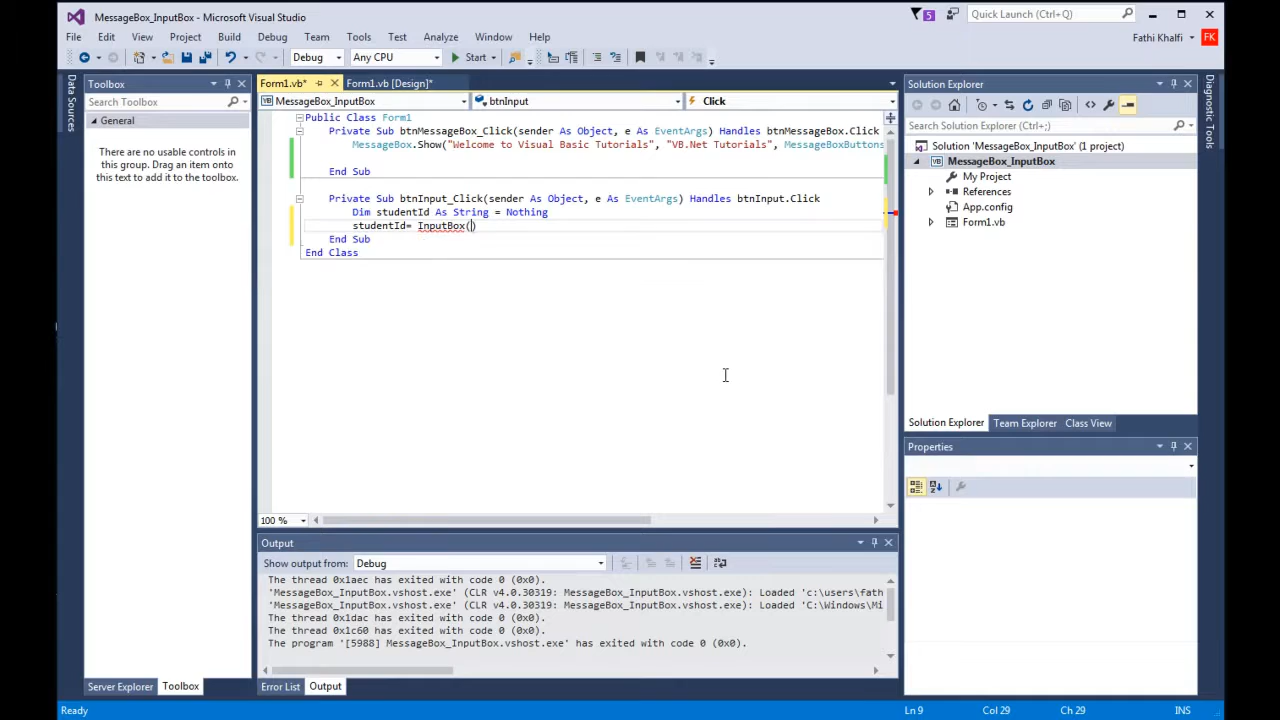 MessageBox_InputBox - Microsoft Visual Studio
5
Quick Launch (Ctrl+Q)
File Edit View Project Build Debug Team Tools Test Analyze Window Help
Fathi Khalfi
FK
Debug Any CPU Start
Data Sources
Toolbox
Search Toolbox
General
There are no usable controls in
this group. Drag an item onto
this text to add it to the toolbox.
Server Explorer Toolbox
Form1.vb* Form1.vb [Design]*
MessageBox_InputBox btnInput Click
Public Class Form1
Private Sub btnMessageBox_Click(sender As Object, e As EventArgs) Handles btnMessageBox.Click
MessageBox.Show("Welcome to Visual Basic Tutorials", "VB.Net Tutorials", MessageBoxButtons
End Sub
Private Sub btnInput_Click(sender As Object, e As EventArgs) Handles btnInput.Click
Dim studentId As String = Nothing
studentId= InputBox()
End Sub
End Class
100 %
Output
Show output from: Debug
The thread 0x1aec has exited with code 0 (0x0).
'MessageBox_InputBox.vshost.exe' (CLR v4.0.30319: MessageBox_InputBox.vshost.exe): Loaded 'c:\users\fath
'MessageBox_InputBox.vshost.exe' (CLR v4.0.30319: MessageBox_InputBox.vshost.exe): Loaded 'C:\Windows\Mi
The thread 0x1dac has exited with code 0 (0x0).
The thread 0x1c60 has exited with code 0 (0x0).
The program '[5988] MessageBox_InputBox.vshost.exe' has exited with code 0 (0x0).
Error List Output
Solution Explorer
Search Solution Explorer (Ctrl+;)
Solution 'MessageBox_InputBox' (1 project)
MessageBox_InputBox
My Project
References
App.config
Form1.vb
Solution Explorer Team Explorer Class View
Properties
Diagnostic Tools
Ready Ln 9 Col 29 Ch 29 INS